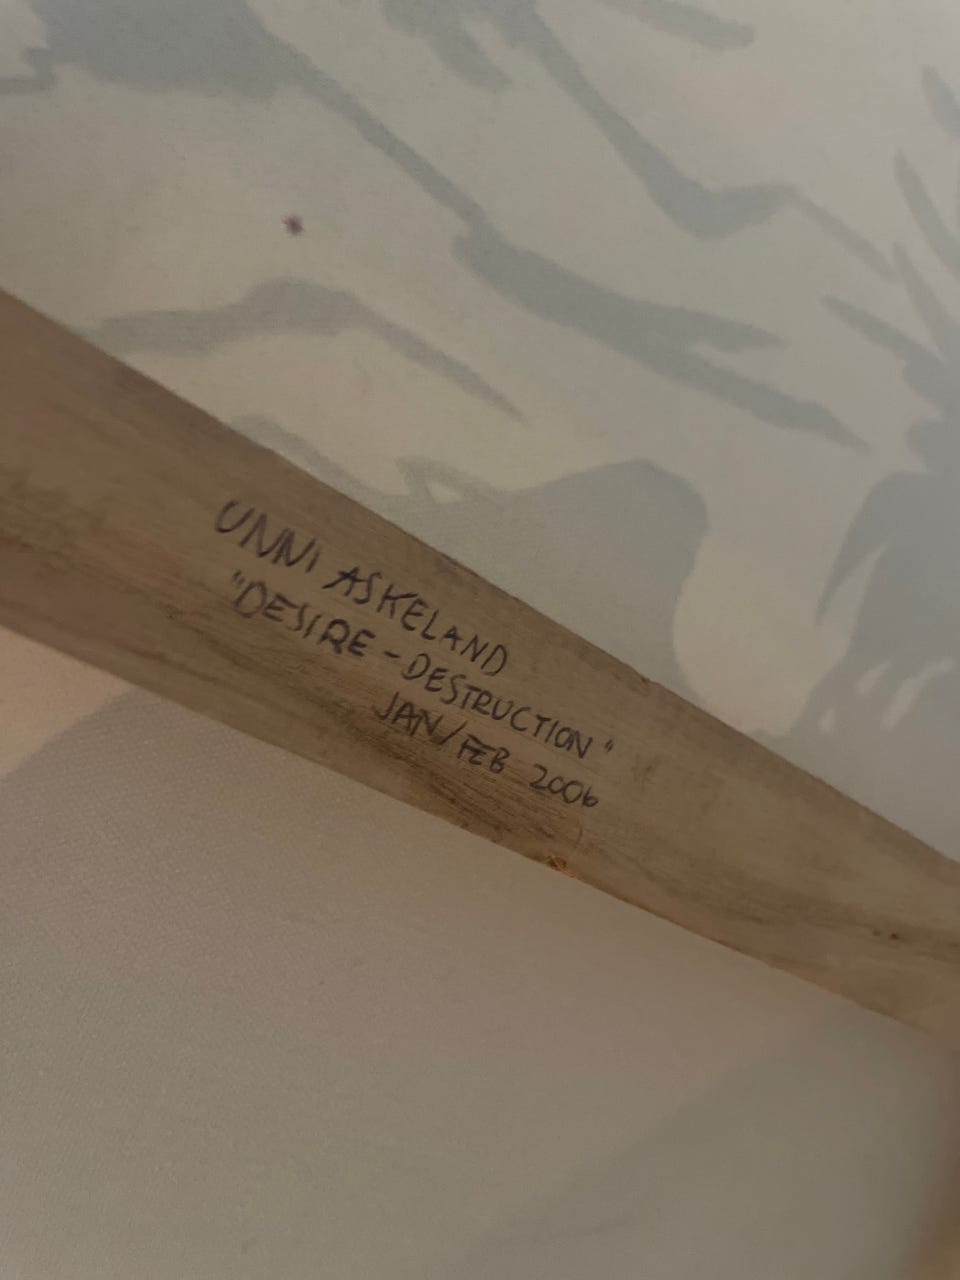 UNNI ASKELAND
"DESIRE - DESTRUCTION"
JAN/FEB 2006